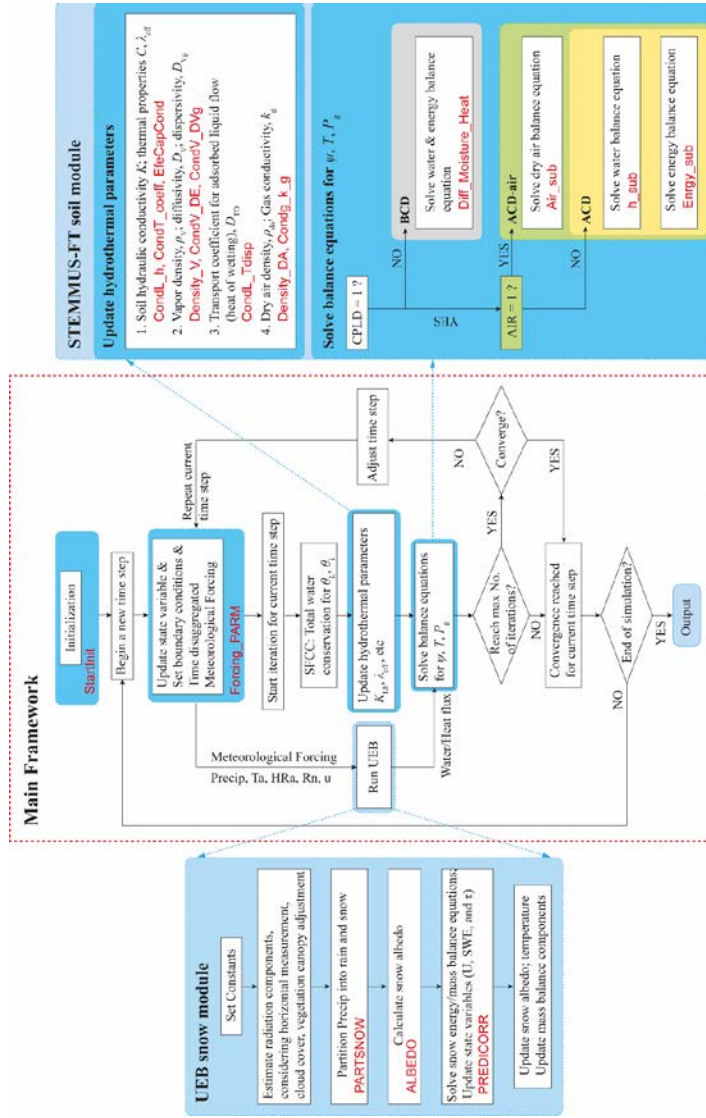 UEB snow module
Set Constants
Estimate radiation components,
considering horizontal measurement,
cloud cover, vegetation canopy adjustment
Partition Precip into rain and snow
PARTSNOW
Calculate snow albedo
ALBEDO
Solve snow energy/mass balance equations;
Update state variables (U, SWE, and τ)
PREDICORR
Update snow albedo; temperature
Update mass balance components
Main Framework
Initialization
StartInit
Begin a new time step
Update state variable &
Set boundary conditions &
Time disaggregated
Meteorological Forcing
Forcing_PARM
Repeat current
time step
Meteorological Forcing
Precip, Ta, HRa, Rn, u
Run UEB
Water/Heat flux
Start iteration for current time step
SFCC: Total water
conservation for θL, θi
Update hydrothermal parameters
, etc
Solve balance equations
for ψ, T, Pg
Adjust time step
Reach max No.
of iterations?
YES
NO
Converge?
NO
YES
Convergence reached
for current time step
End of simulation?
NO
YES
Output
STEMMUS-FT soil module
Update hydrothermal parameters
1. Soil hydraulic conductivity K; thermal properties C, λeff
CondL_h, CondT_coeff, EfeCapCond
2. Vapor density, ρv; diffusivity, Dv; dispersivity, Dvg
Density_V, CondV_DE, CondV_DVg
3. Transport coefficient for adsorbed liquid flow
(heat of wetting), DTD
CondL_Tdisp
4. Dry air density, ρda; Gas conductivity, kg
Density_DA, Condg_k_g
Solve balance equations for ψ, T, Pg
CPLD = 1 ?
NO
BCD
Solve water & energy balance
equation
Diff_Moisture_Heat
YES
AIR = 1 ?
YES
ACD-air
Solve dry air balance equation
Air_sub
NO
ACD
Solve water balance equation
h_sub
Solve energy balance equation
Enrgy_sub